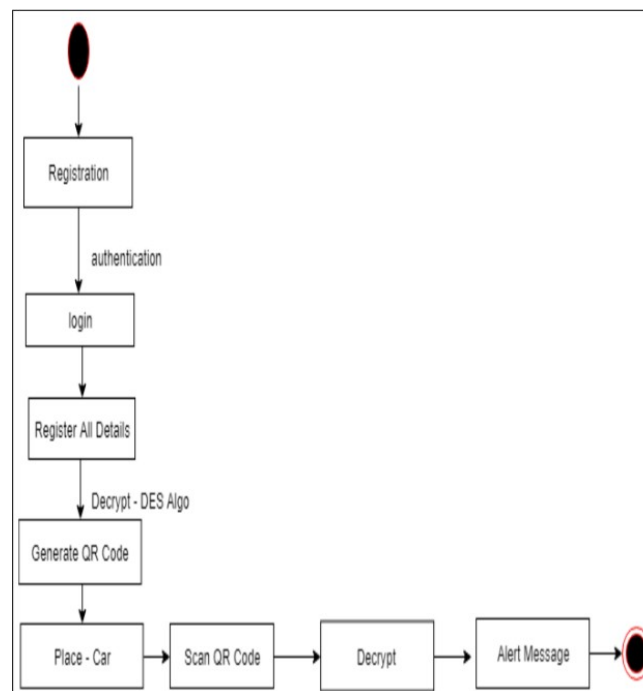 Registration
authentication
login
Register All Details
Decrypt - DES Algo
Generate QR Code
Place - Car
Scan QR Code
Decrypt
Alert Message